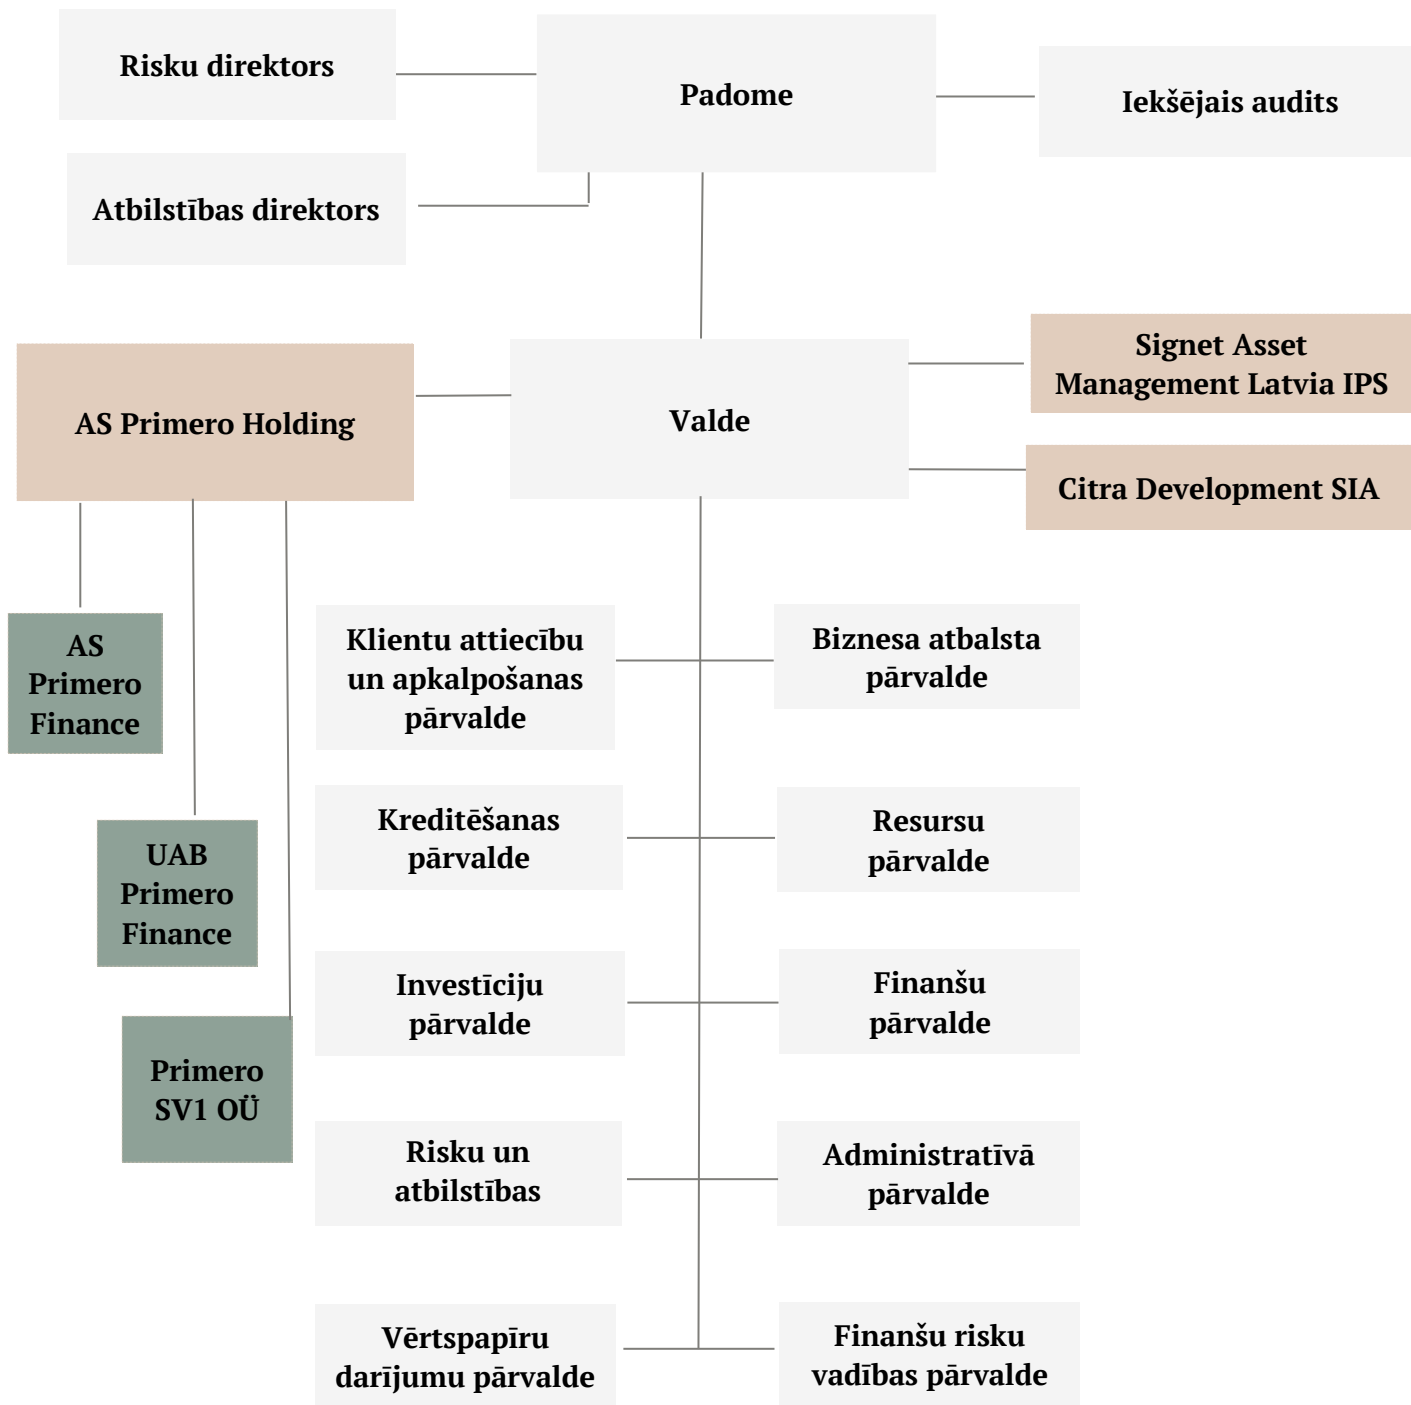 Risku direktors
Padome
Iekšējais audits
Atbilstības direktors
Signet Asset
Management Latvia IPS
AS Primero Holding
Valde
Citra Development SIA
AS
Primero
Finance
Klientu attiecību
un apkalpošanas
pārvalde
Biznesa atbalsta
pārvalde
Kreditēšanas
pārvalde
Resursu
pārvalde
UAB
Primero
Finance
Investīciju
pārvalde
Finanšu
pārvalde
Primero
SV1 OÜ
Risku un
atbilstības
Administratīvā
pārvalde
Vērtspapīru
darījumu pārvalde
Finanšu risku
vadības pārvalde